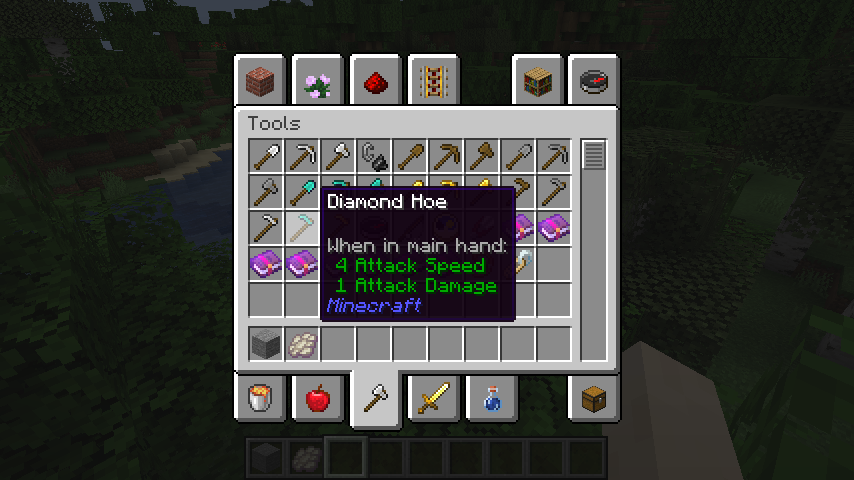 Tools
Diamond Hoe
When in main hand:
4 Attack Speed
1 Attack Damage
Minecraft